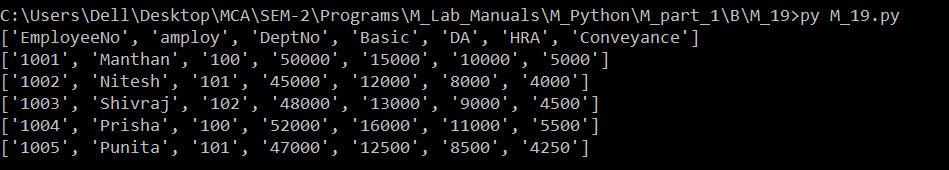 C:\Users\Dell\Desktop\MCA\SEM-2\Programs\M_Lab_Manuals\M_Python\M_part_1\B\M_19>py M_19.py
['EmployeeNo', 'amploy', 'DeptNo', 'Basic', 'DA', 'HRA', 'Conveyance']
['1001', 'Manthan', '100', '50000', '15000', '10000', '5000']
['1002', 'Nitesh', '101', '45000', '12000', '8000', '4000']
['1003', 'Shivraj', '102', '48000', '13000', '9000', '4500']
['1004', 'Prisha', '100', '52000', '16000', '11000', '5500']
['1005', 'Punita', '101', '47000', '12500', '8500', '4250']